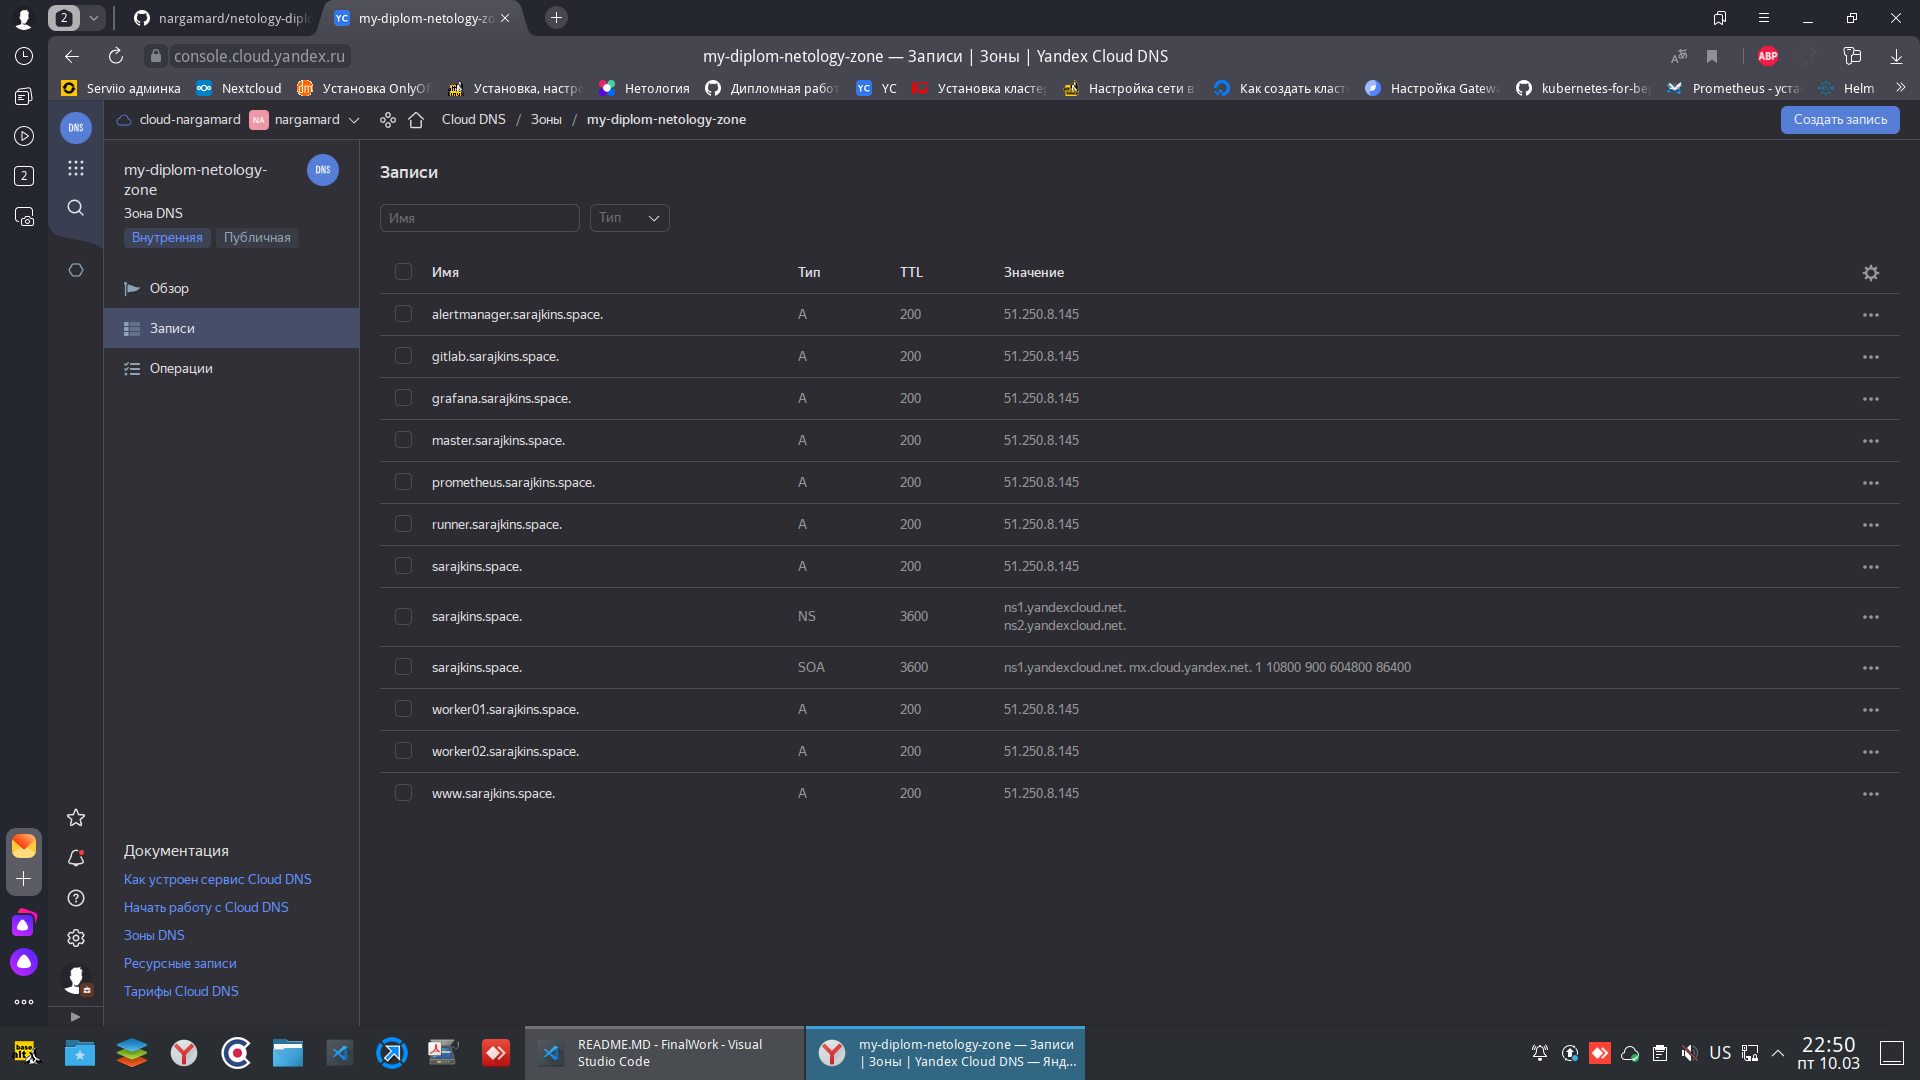 2
nargamard/netology-diplo
my-diplom-netology-zo
console.cloud.yandex.ru
my-diplom-netology-zone — Записи | Зоны | Yandex Cloud DNS
ABP
Serviio админка
Nextcloud
Установка OnlyOf
Установка, настро
Нетология
Дипломная работ
YC
Установка кластер
Настройка сети в
Как создать класт
Настройка Gatewa
kubernetes-for-be
Prometheus - уста
Helm
DNS
cloud-nargamard
NA
nargamard
Cloud DNS / Зоны / my-diplom-netology-zone
Создать запись
2
my-diplom-netology-
zone
DNS
Зона DNS
Внутренняя
Публичная
Обзор
Записи
Операции
Записи
Имя
Тип
Имя Тип TTL Значение
alertmanager.sarajkins.space. A 200 51.250.8.145
gitlab.sarajkins.space. A 200 51.250.8.145
grafana.sarajkins.space. A 200 51.250.8.145
master.sarajkins.space. A 200 51.250.8.145
prometheus.sarajkins.space. A 200 51.250.8.145
runner.sarajkins.space. A 200 51.250.8.145
sarajkins.space. A 200 51.250.8.145
sarajkins.space. NS 3600 ns1.yandexcloud.net.
ns2.yandexcloud.net.
sarajkins.space. SOA 3600 ns1.yandexcloud.net. mx.cloud.yandex.net. 1 10800 900 604800 86400
worker01.sarajkins.space. A 200 51.250.8.145
worker02.sarajkins.space. A 200 51.250.8.145
www.sarajkins.space. A 200 51.250.8.145
Документация
Как устроен сервис Cloud DNS
Начать работу с Cloud DNS
Зоны DNS
Ресурсные записи
Тарифы Cloud DNS
README.MD - FinalWork - Visual
Studio Code
my-diplom-netology-zone — Записи
| Зоны | Yandex Cloud DNS — Янд...
US
22:50
пт 10.03